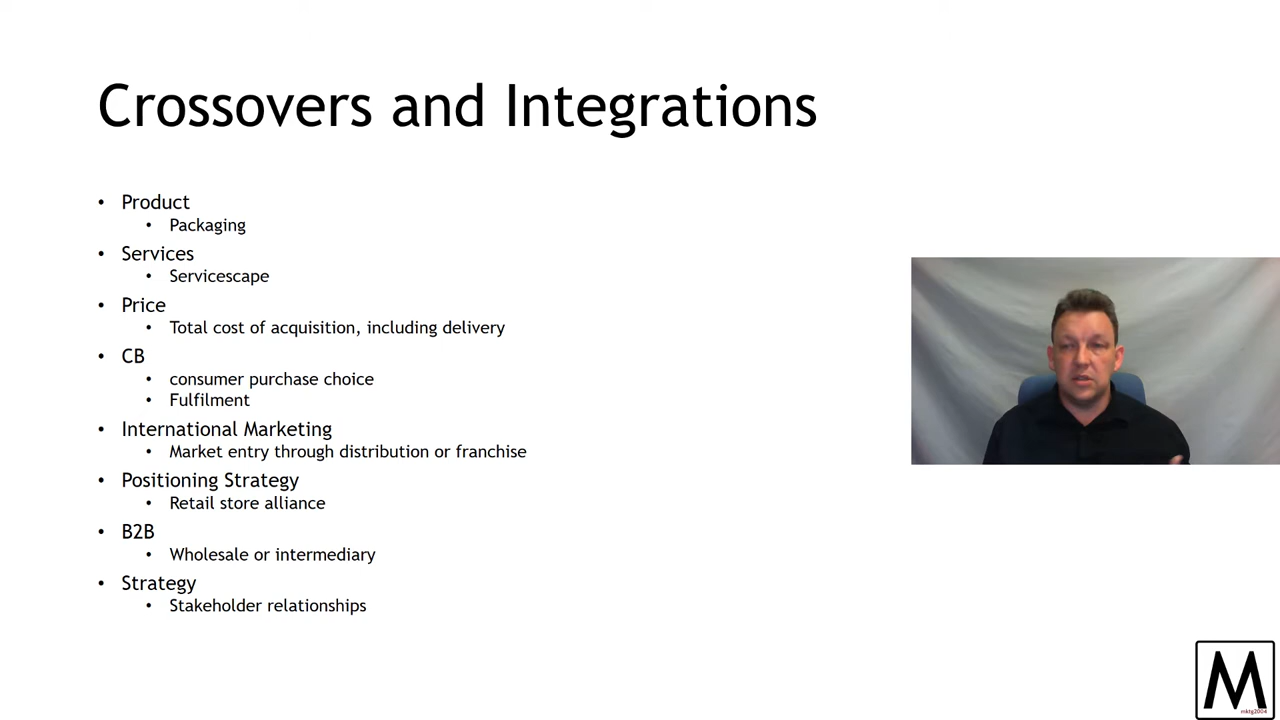 Crossovers and Integrations
• Product
• Packaging
• Services
• Servicescape
• Price
• Total cost of acquisition, including delivery
• CB
• consumer purchase choice
• Fulfilment
• International Marketing
• Market entry through distribution or franchise
• Positioning Strategy
• Retail store alliance
• B2B
• Wholesale or intermediary
• Strategy
• Stakeholder relationships
M
mktg2004